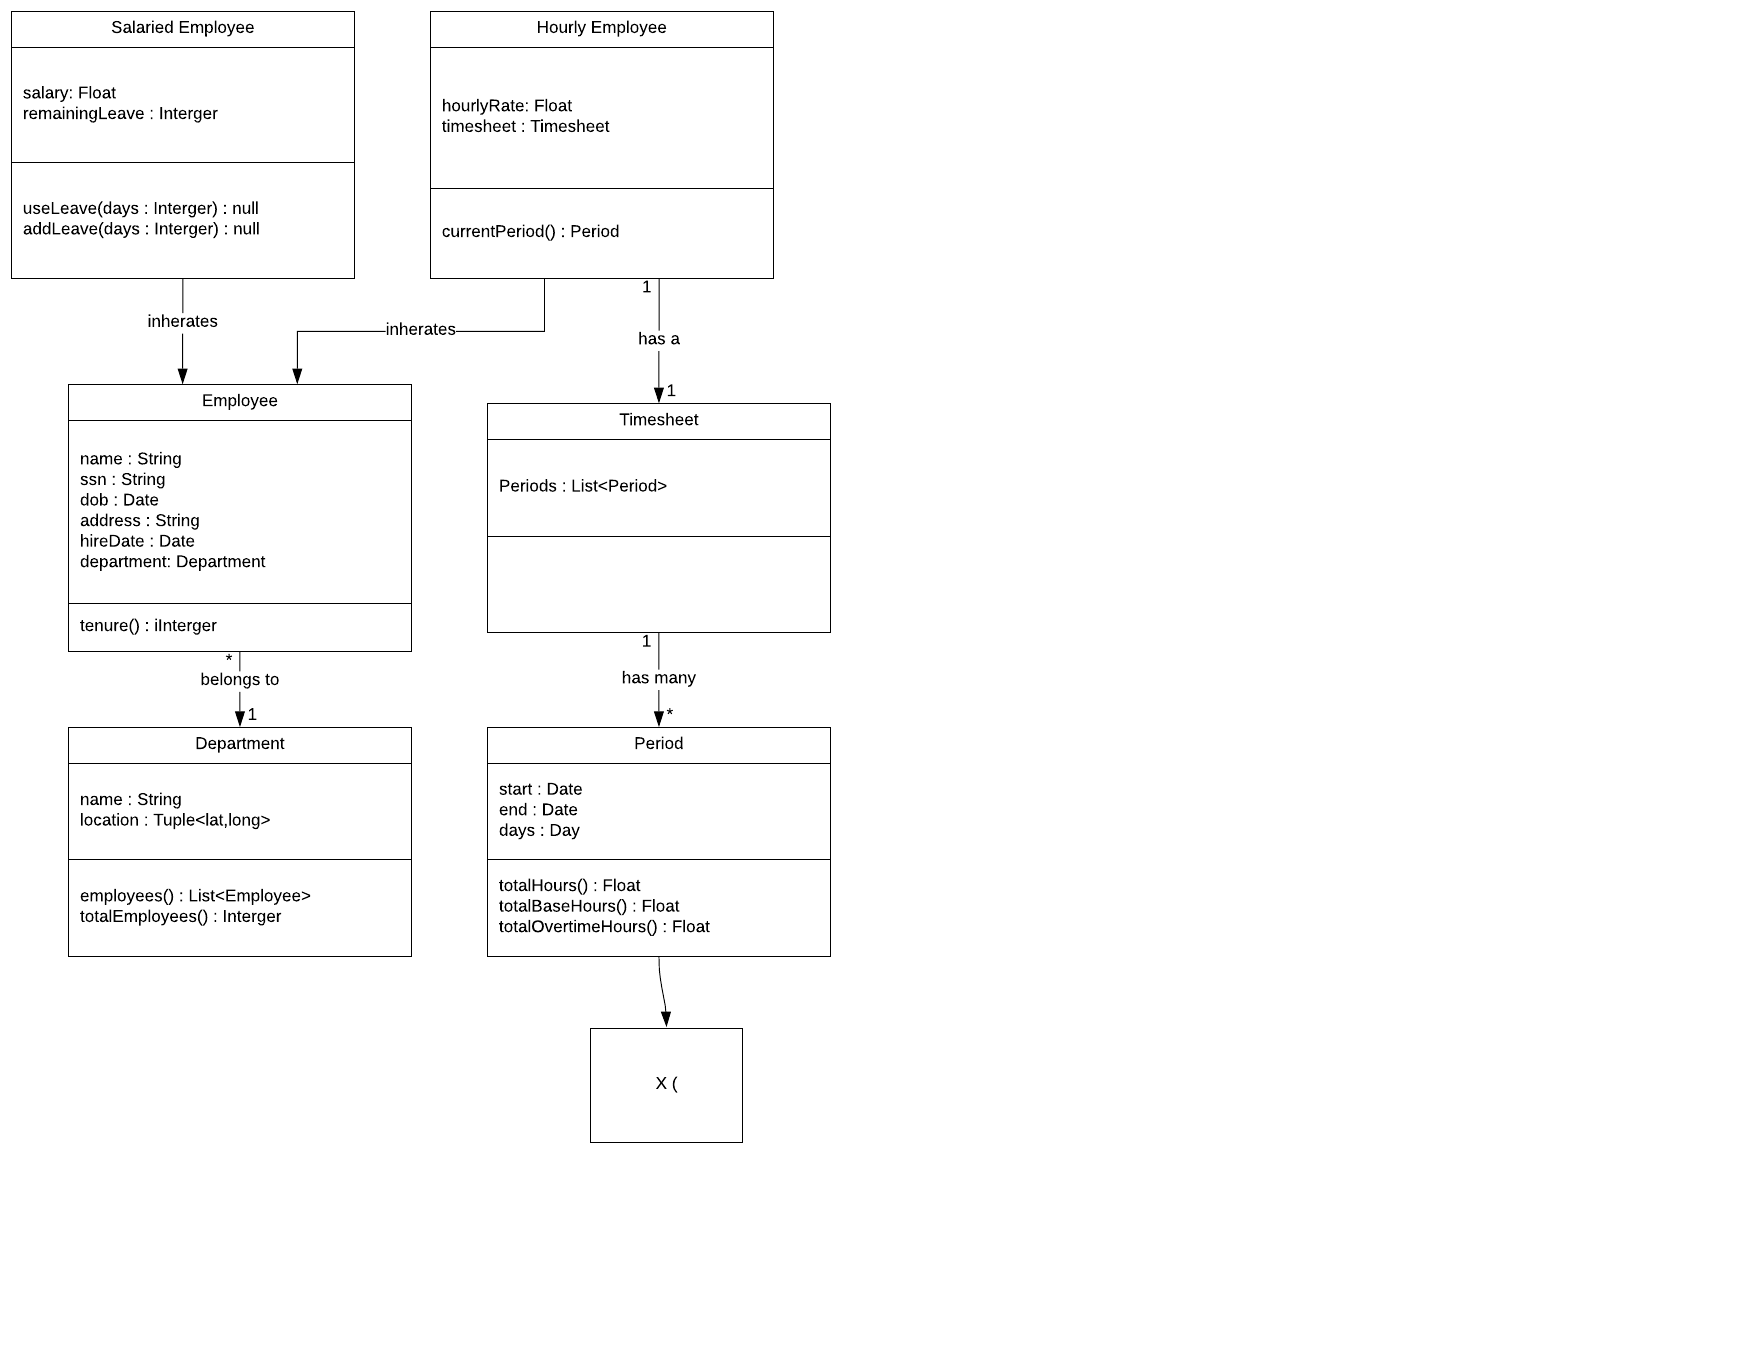 Salaried Employee
salary: Float
remainingLeave : Interger
useLeave(days : Interger) : null
addLeave(days : Interger) : null
Hourly Employee
hourlyRate: Float
timesheet : Timesheet
currentPeriod() : Period
inherates
inherates
1
has a
1
Employee
name : String
ssn : String
dob : Date
address : String
hireDate : Date
department: Department
tenure() : iInterger
Timesheet
Periods : List<Period>
*
belongs to
1
1
has many
*
Department
name : String
location : Tuple<lat,long>
employees() : List<Employee>
totalEmployees() : Interger
Period
start : Date
end : Date
days : Day
totalHours() : Float
totalBaseHours() : Float
totalOvertimeHours() : Float
X (